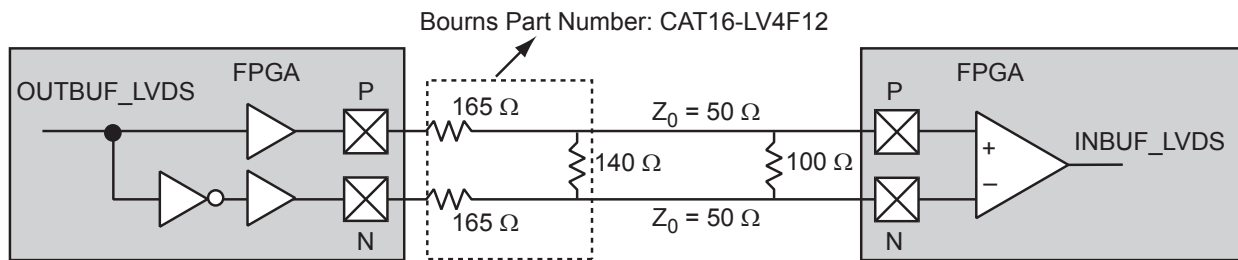 Bourns Part Number: CAT16-LV4F12
FPGA
OUTBUF_LVDS
P
165 Ω
Z0 = 50 Ω
140 Ω
100 Ω
165 Ω
Z0 = 50 Ω
N
FPGA
P
+
–
INBUF_LVDS
N